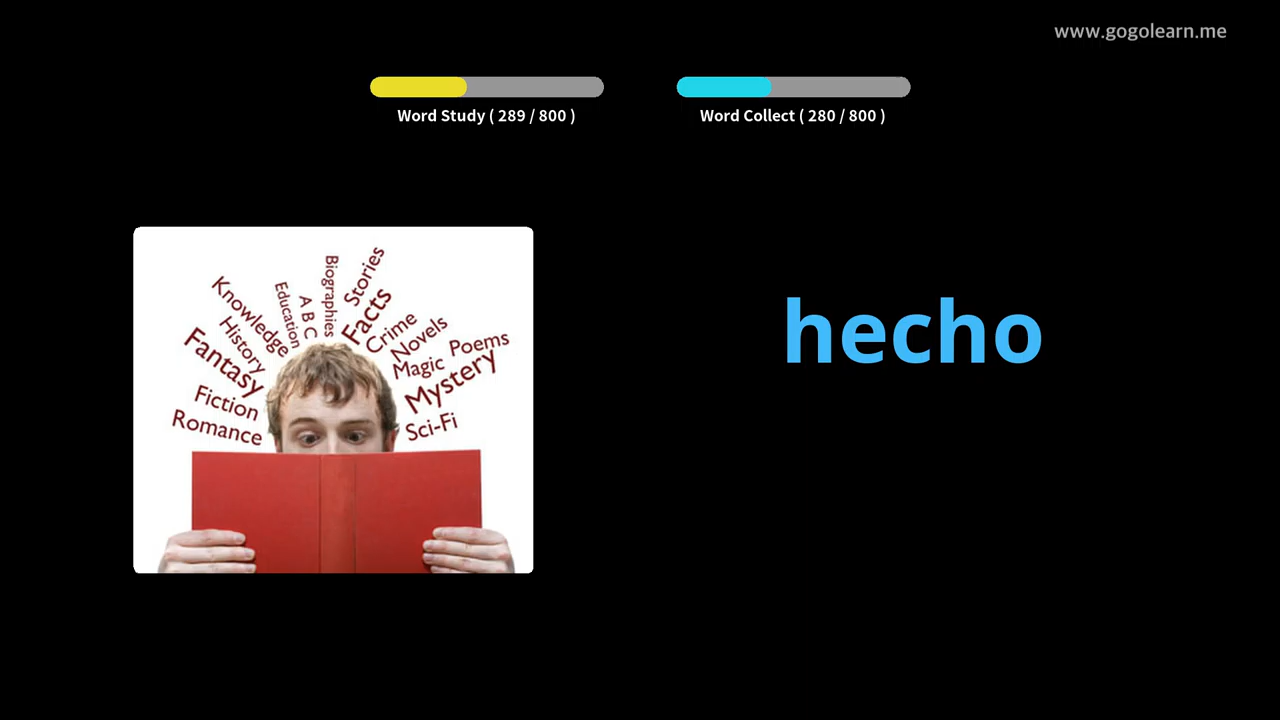 www.gogolearn.me
Word Study ( 289 / 800 )
Word Collect ( 280 / 800 )
hecho
Biographies
Stories
Education
A B C
Facts
Knowledge
Crime
History
Novels
Poems
Fantasy
Magic
Mystery
Fiction
Romance
Sci-Fi